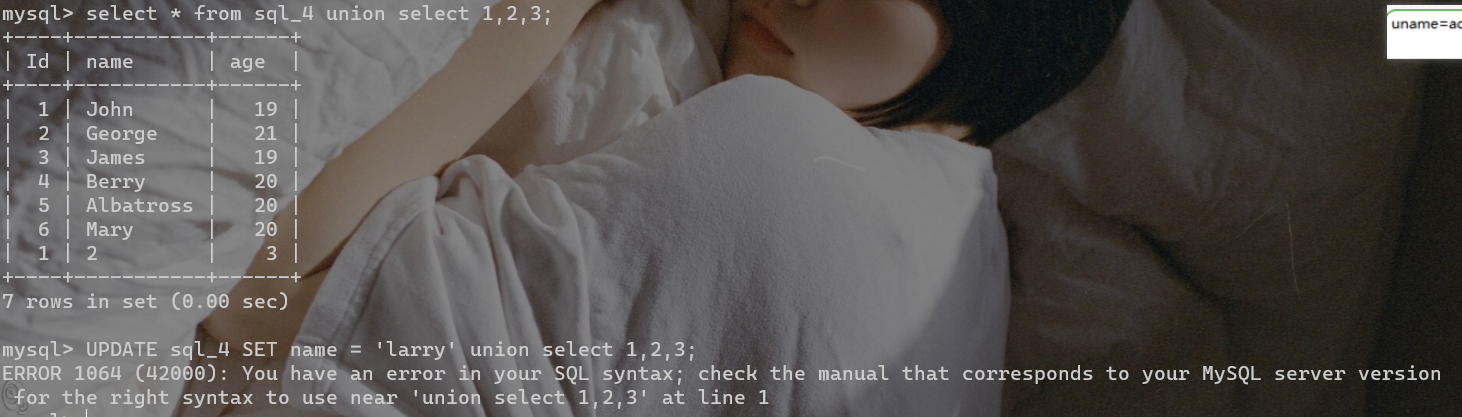 mysql> select * from sql_4 union select 1,2,3;
+----+-----------+------+
| Id | name      | age  |
+----+-----------+------+
|  1 | John      |   19 |
|  2 | George    |   21 |
|  3 | James     |   19 |
|  4 | Berry     |   20 |
|  5 | Albatross |   20 |
|  6 | Mary      |   20 |
|  1 | 2         |    3 |
+----+-----------+------+
7 rows in set (0.00 sec)
mysql> UPDATE sql_4 SET name = 'larry' union select 1,2,3;
ERROR 1064 (42000): You have an error in your SQL syntax; check the manual that corresponds to your MySQL server version
 for the right syntax to use near 'union select 1,2,3' at line 1
uname=